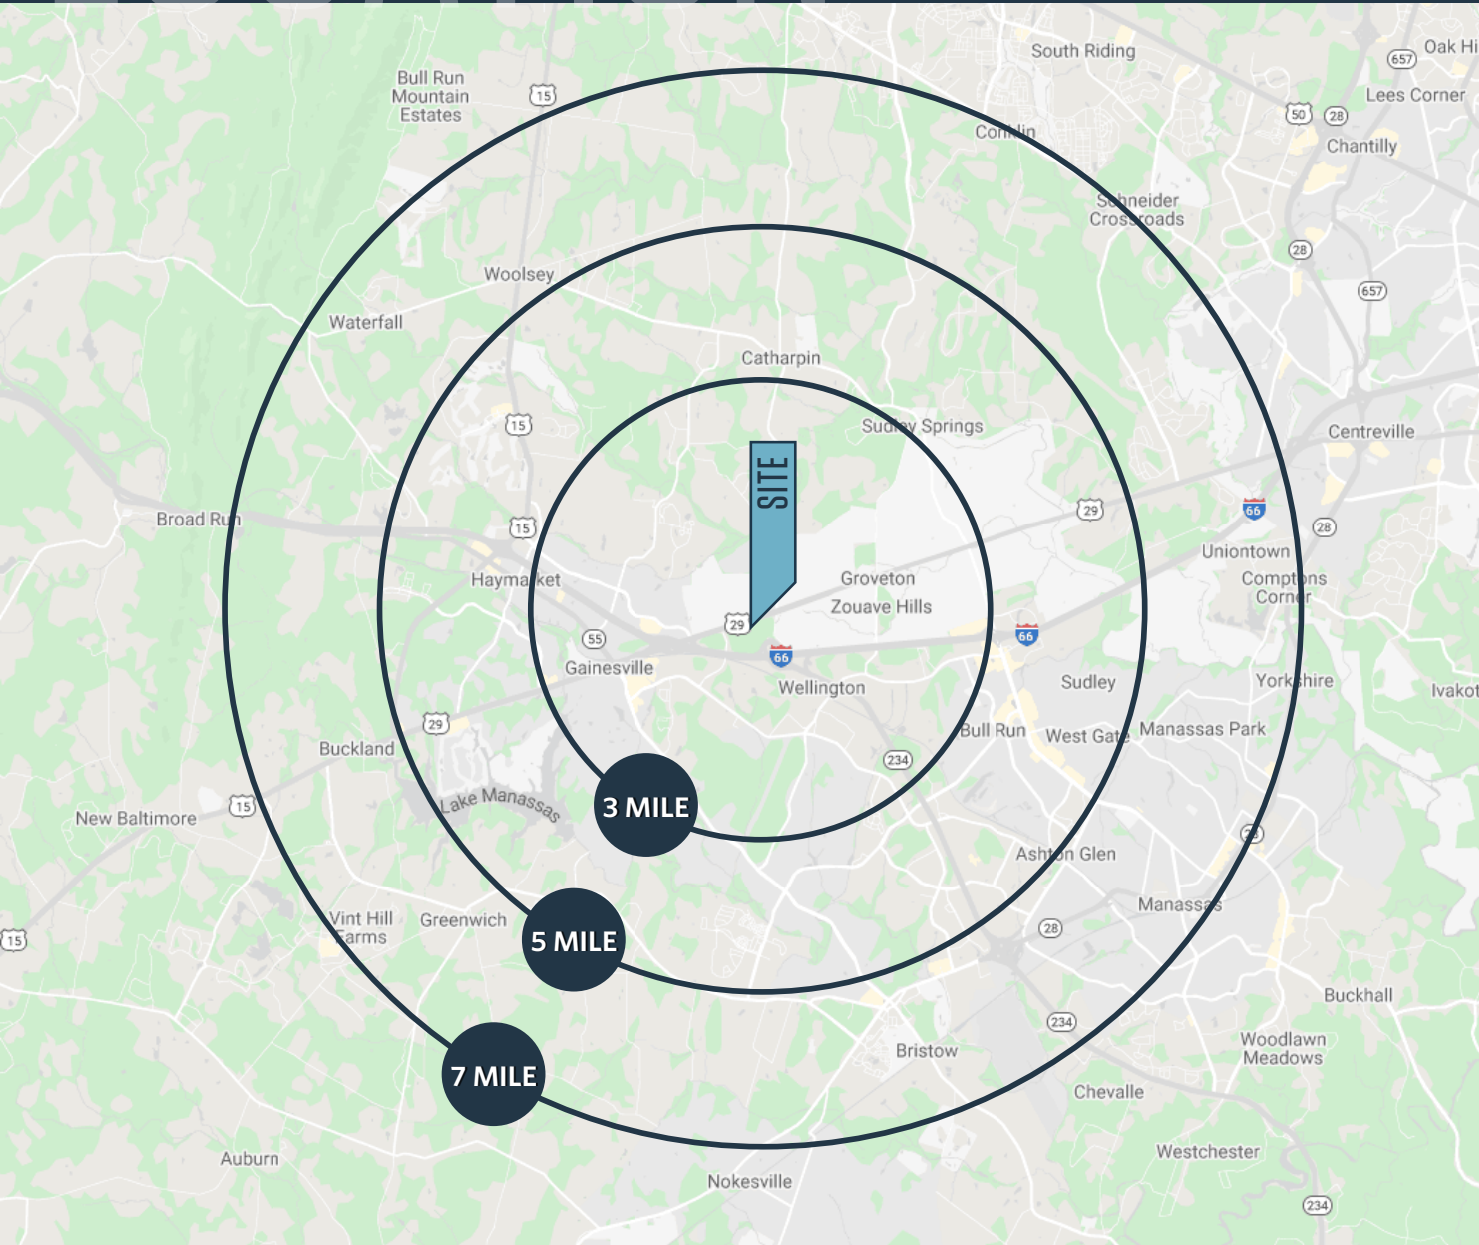 South Riding
Oak Hi
657
Bull Run
Mountain
Estates
15
Lees Corner
50
28
Conklin
Chantilly
Schneider
Crossroads
28
Woolsey
657
Waterfall
Catharpin
15
Sudley Springs
Centreville
SITE
29
66
Broad Run
15
28
Uniontown
Haymarket
Groveton
Comptons
Corner
Zouave Hills
29
55
66
66
Gainesville
Wellington
Sudley
Yorkshire
Ivakot
29
Bull Run
West Gate
Manassas Park
Buckland
234
Lake Manassas
3 MILE
15
New Baltimore
28
Ashton Glen
Manassas
Vint Hill
Farms
Greenwich
28
15
5 MILE
Buckhall
234
Woodlawn
Meadows
Bristow
7 MILE
Chevalle
Auburn
Westchester
Nokesville
234